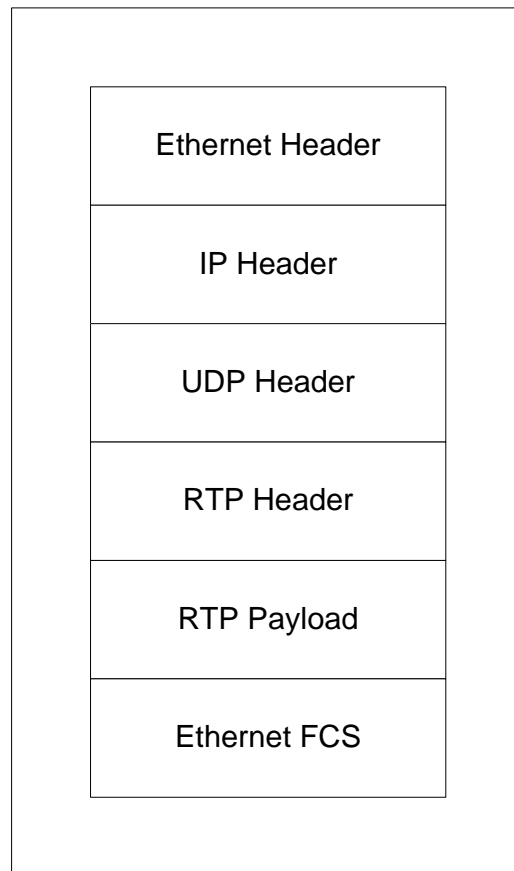 Ethernet Header
IP Header
UDP Header
RTP Header
RTP Payload
Ethernet FCS